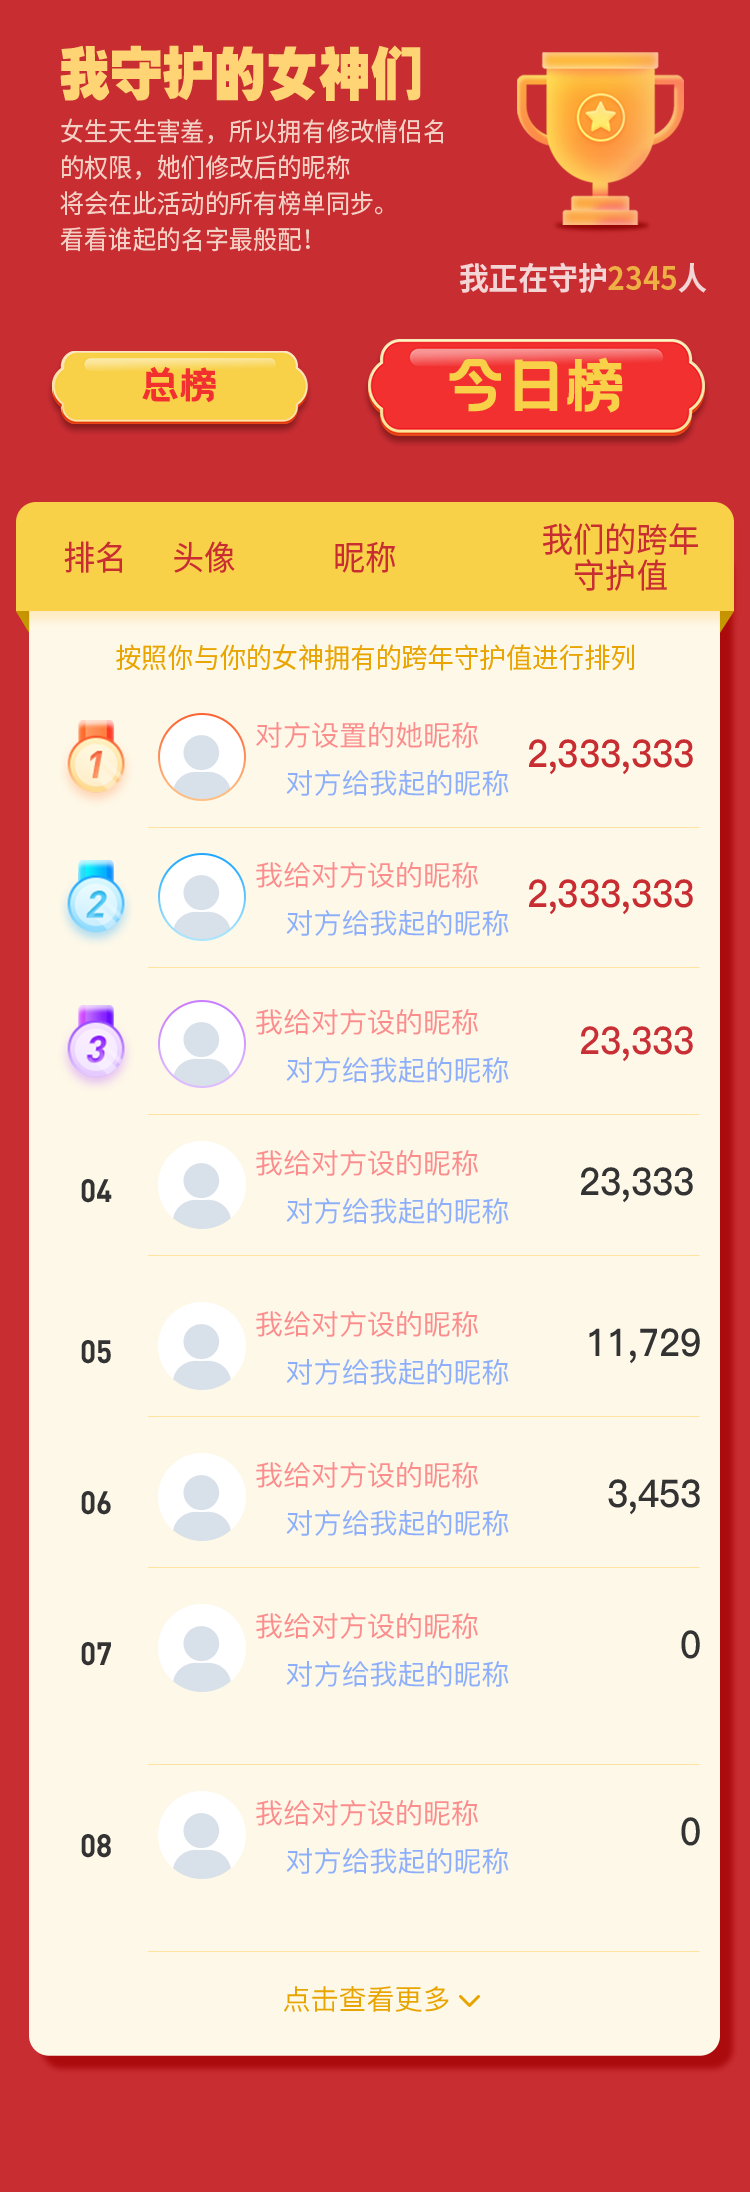 我守护的女神们
女生天生害羞，所以拥有修改情侣名
的权限，她们修改后的昵称
将会在此活动的所有榜单同步。
看看谁起的名字最般配！
我正在守护2345人
总榜
今日榜
排名 头像 昵称 我们的跨年
守护值
按照你与你的女神拥有的跨年守护值进行排列
1
对方设置的她昵称
对方给我起的昵称
2,333,333
2
我给对方设的昵称
对方给我起的昵称
2,333,333
3
我给对方设的昵称
对方给我起的昵称
23,333
04
我给对方设的昵称
对方给我起的昵称
23,333
05
我给对方设的昵称
对方给我起的昵称
11,729
06
我给对方设的昵称
对方给我起的昵称
3,453
07
我给对方设的昵称
对方给我起的昵称
0
08
我给对方设的昵称
对方给我起的昵称
0
点击查看更多